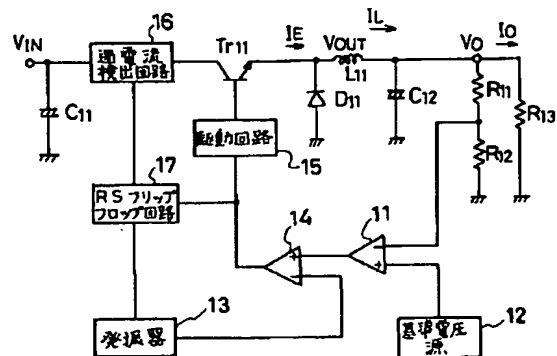 16
VIN
過電流
検出回路
Tr11
IE
VOUT
IL
L11
VO
IO
C11
D11
C12
R11
R13
R12
駆動回路
15
17
RSフリップ
フロップ回路
14
11
発振器
13
基準電圧
源
12